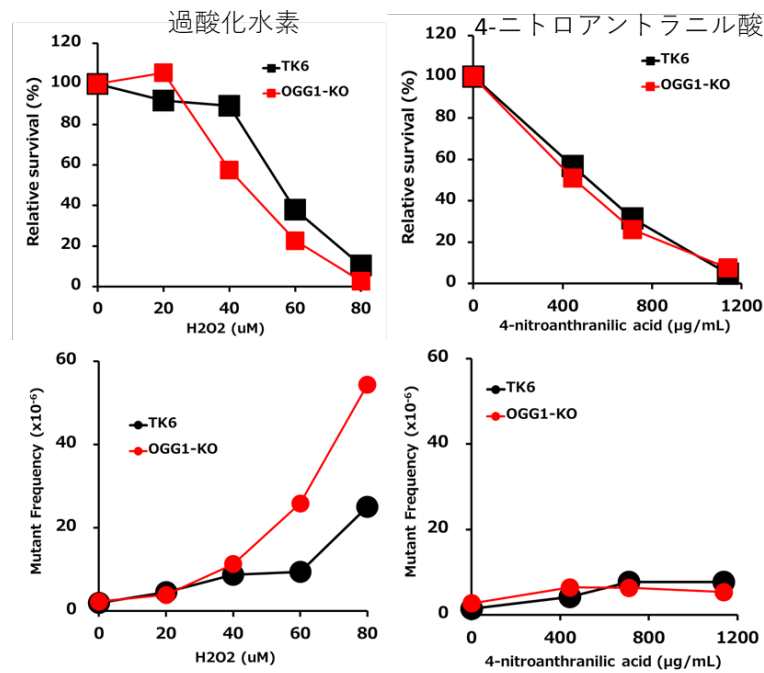 過酸化水素
120
100
80
60
40
20
0
Relative survival (%)
TK6
OGG1-KO
0 20 40 60 80
H2O2 (uM)
4-ニトロアントラニル酸
120
100
80
60
40
20
0
Relative survival (%)
TK6
OGG1-KO
0 400 800 1200
4-nitroanthranilic acid (µg/mL)
60
40
20
0
Mutant Frequency (x10⁻⁶)
TK6
OGG1-KO
0 20 40 60 80
H2O2 (uM)
60
40
20
0
Mutant Frequency (x10⁻⁶)
TK6
OGG1-KO
0 400 800 1200
4-nitroanthranilic acid (µg/mL)